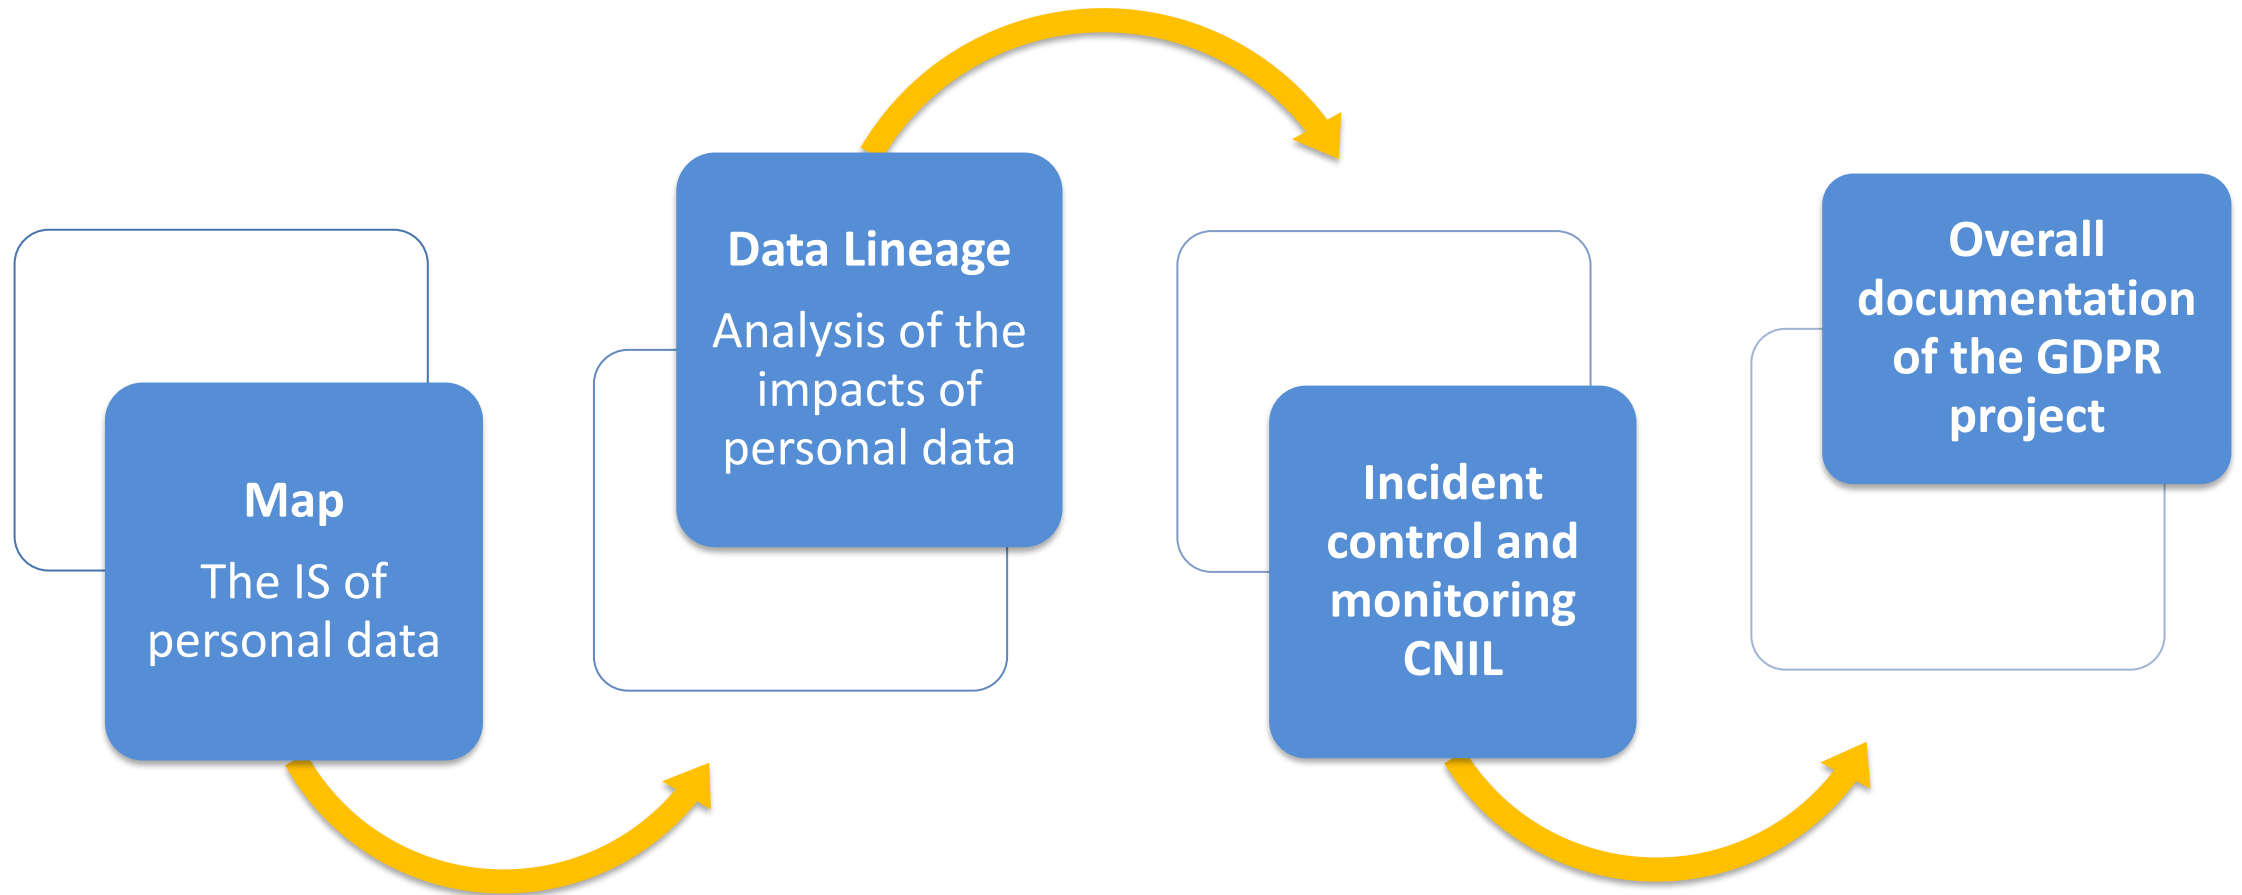 Map
The IS of
personal data
Data Lineage
Analysis of the
impacts of
personal data
Incident
control and
monitoring
CNIL
Overall
documentation
of the GDPR
project